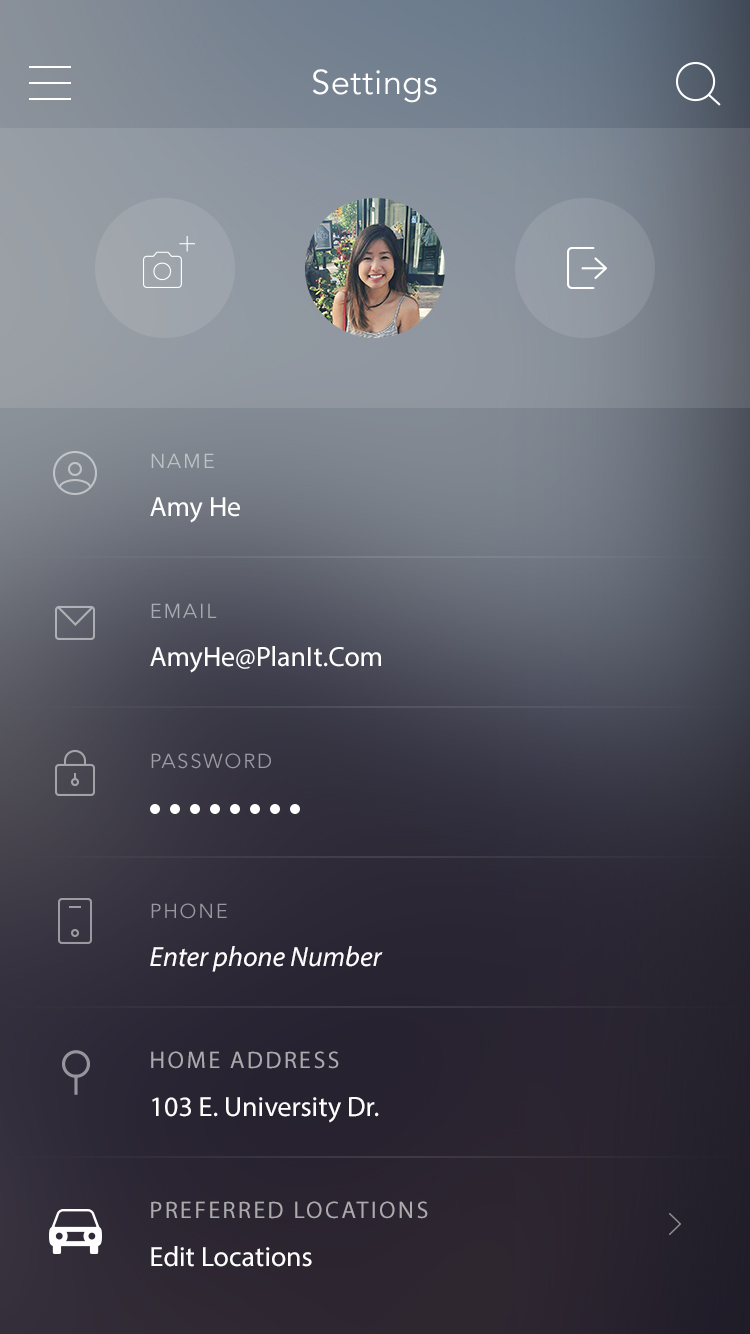 Settings
NAME
Amy He
EMAIL
AmyHe@PlanIt.Com
PASSWORD
PHONE
Enter phone Number
HOME ADDRESS
103 E. University Dr.
PREFERRED LOCATIONS
Edit Locations